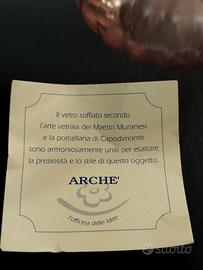 Il vetro soffiato secondo
l'arte vetraia dei Maestri Muranesi
e la porcellana di Capodimonte
sono armoniosamente uniti per esaltare
la preziosità e lo stile di questo oggetto.
ARCHE'
l'officina delle idee
subito